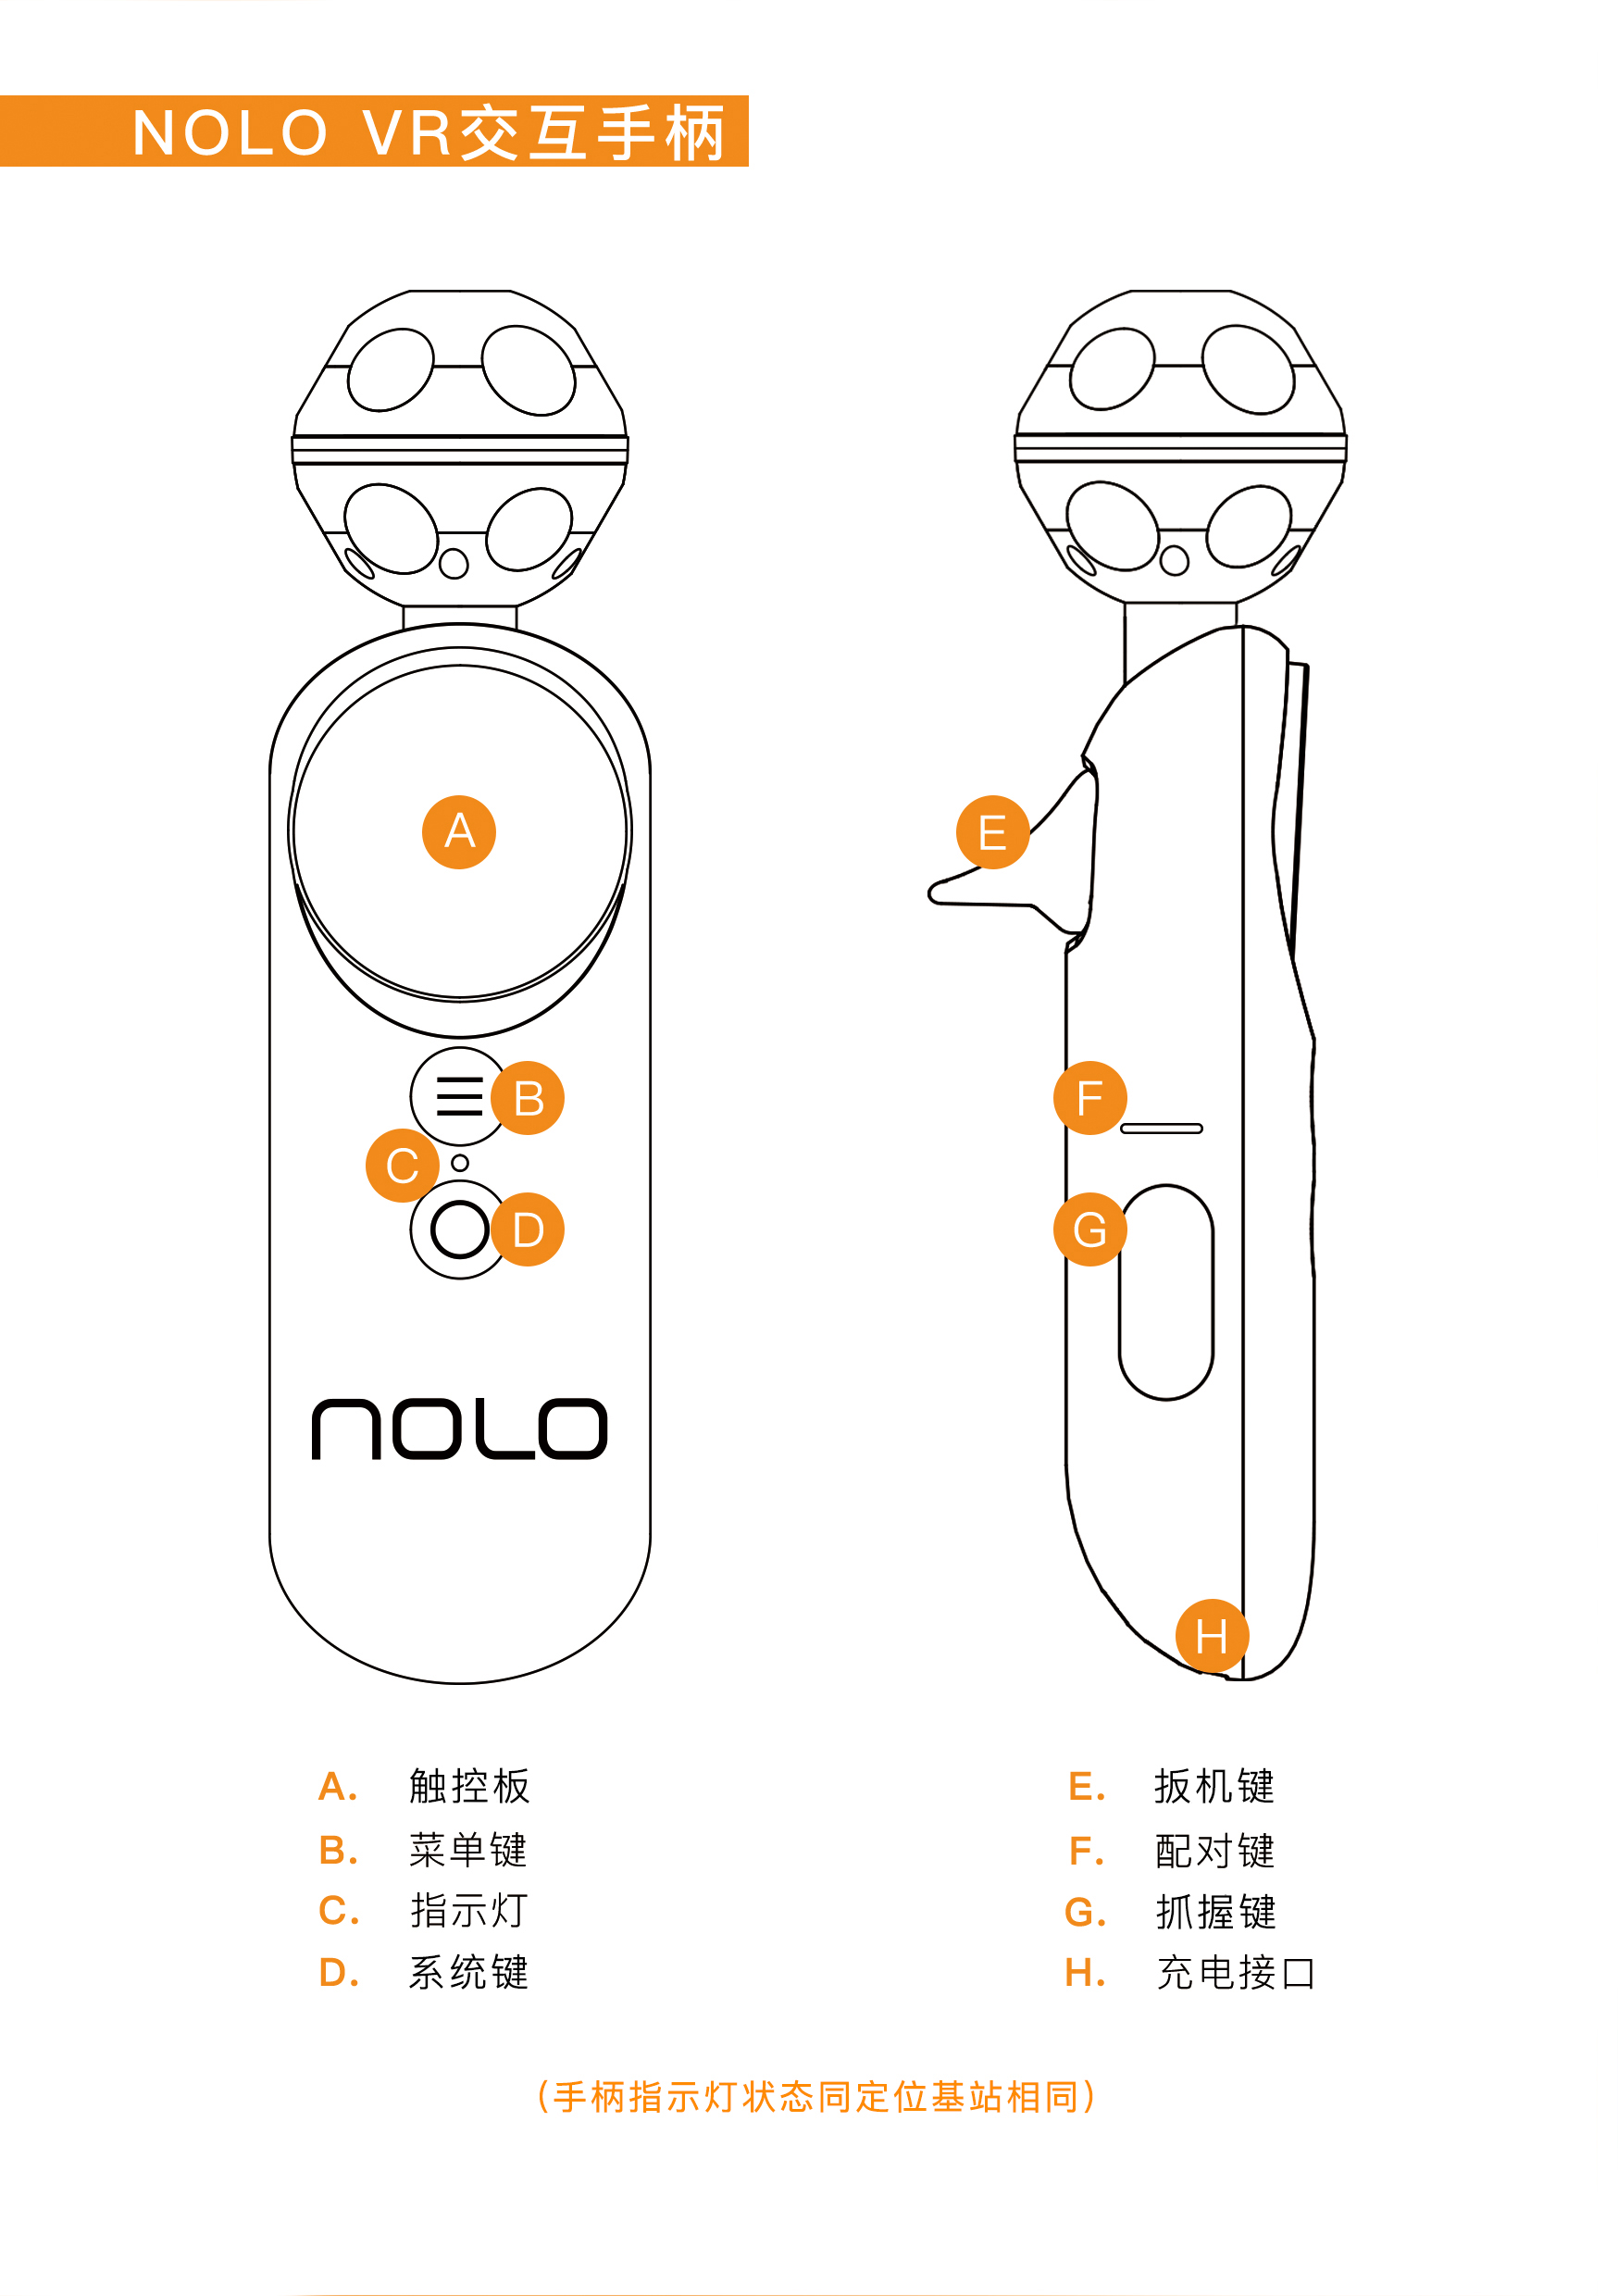 NOLO VR交互手柄
A
E
B
F
C
D
G
nOLO
H
A. 触控板
B. 菜单键
C. 指示灯
D. 系统键
E. 扳机键
F. 配对键
G. 抓握键
H. 充电接口
(手柄指示灯状态同定位基站相同)